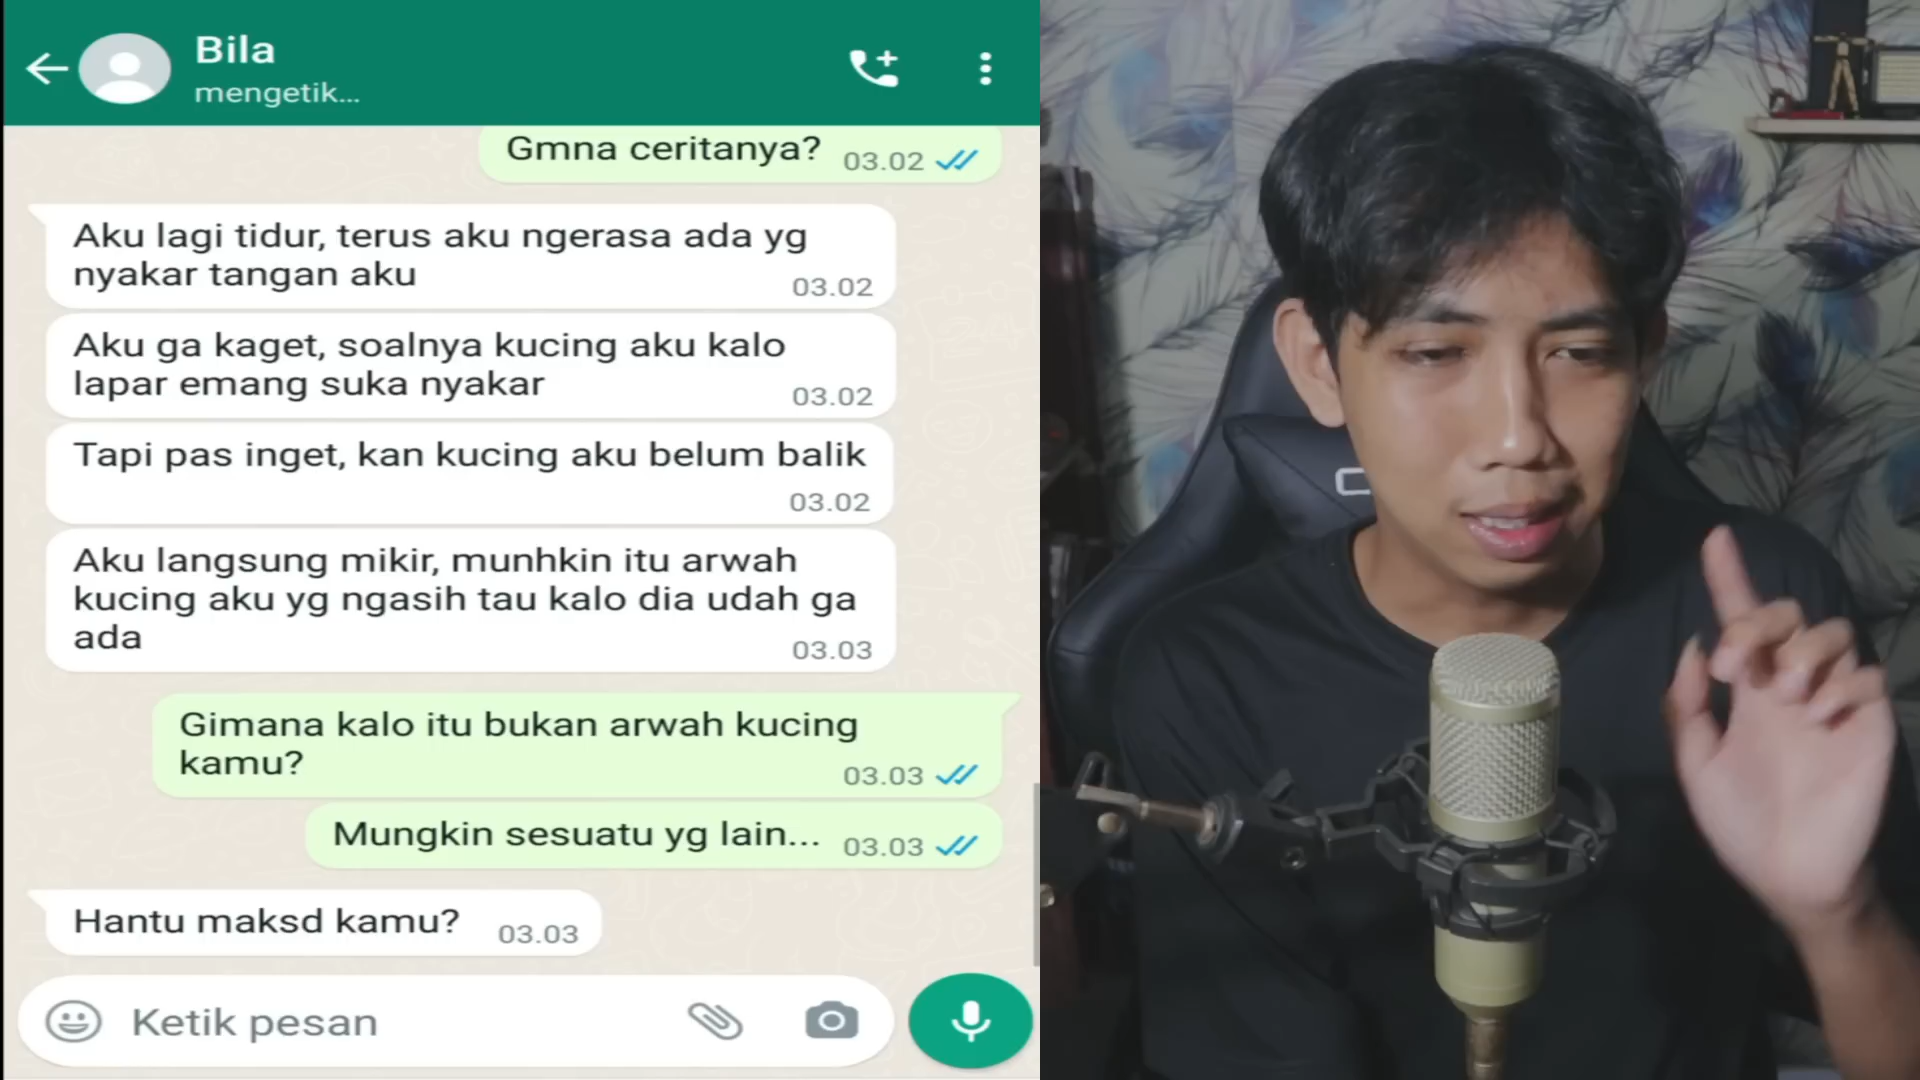 Bila
mengetik...
Gmna ceritanya? 03.02
Aku lagi tidur, terus aku ngerasa ada yg
nyakar tangan aku 03.02
Aku ga kaget, soalnya kucing aku kalo
lapar emang suka nyakar 03.02
Tapi pas inget, kan kucing aku belum balik
03.02
Aku langsung mikir, munhkin itu arwah
kucing aku yg ngasih tau kalo dia udah ga
ada 03.03
Gimana kalo itu bukan arwah kucing
kamu? 03.03
Mungkin sesuatu yg lain... 03.03
Hantu maksd kamu? 03.03
Ketik pesan